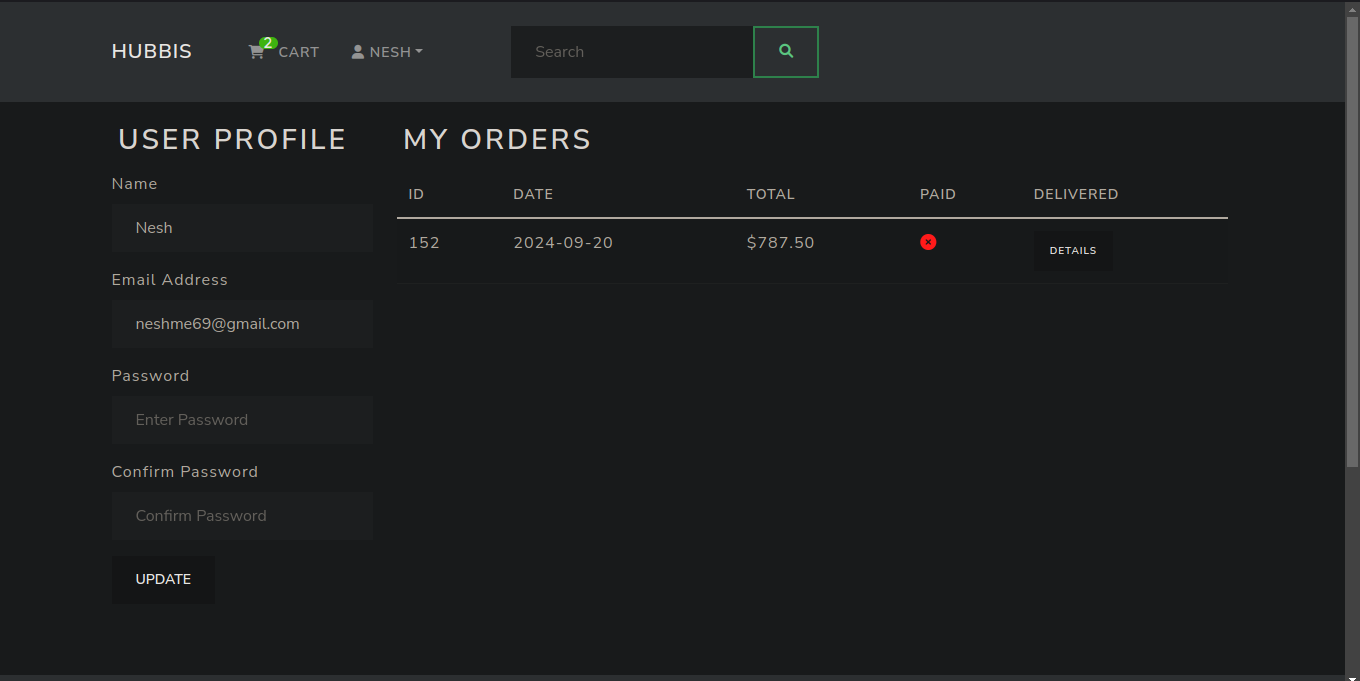 HUBBIS
2 CART
NESH
Search
USER PROFILE
Name
Nesh
Email Address
neshme69@gmail.com
Password
Enter Password
Confirm Password
Confirm Password
UPDATE
MY ORDERS
ID DATE TOTAL PAID DELIVERED
152 2024-09-20 $787.50 DETAILS